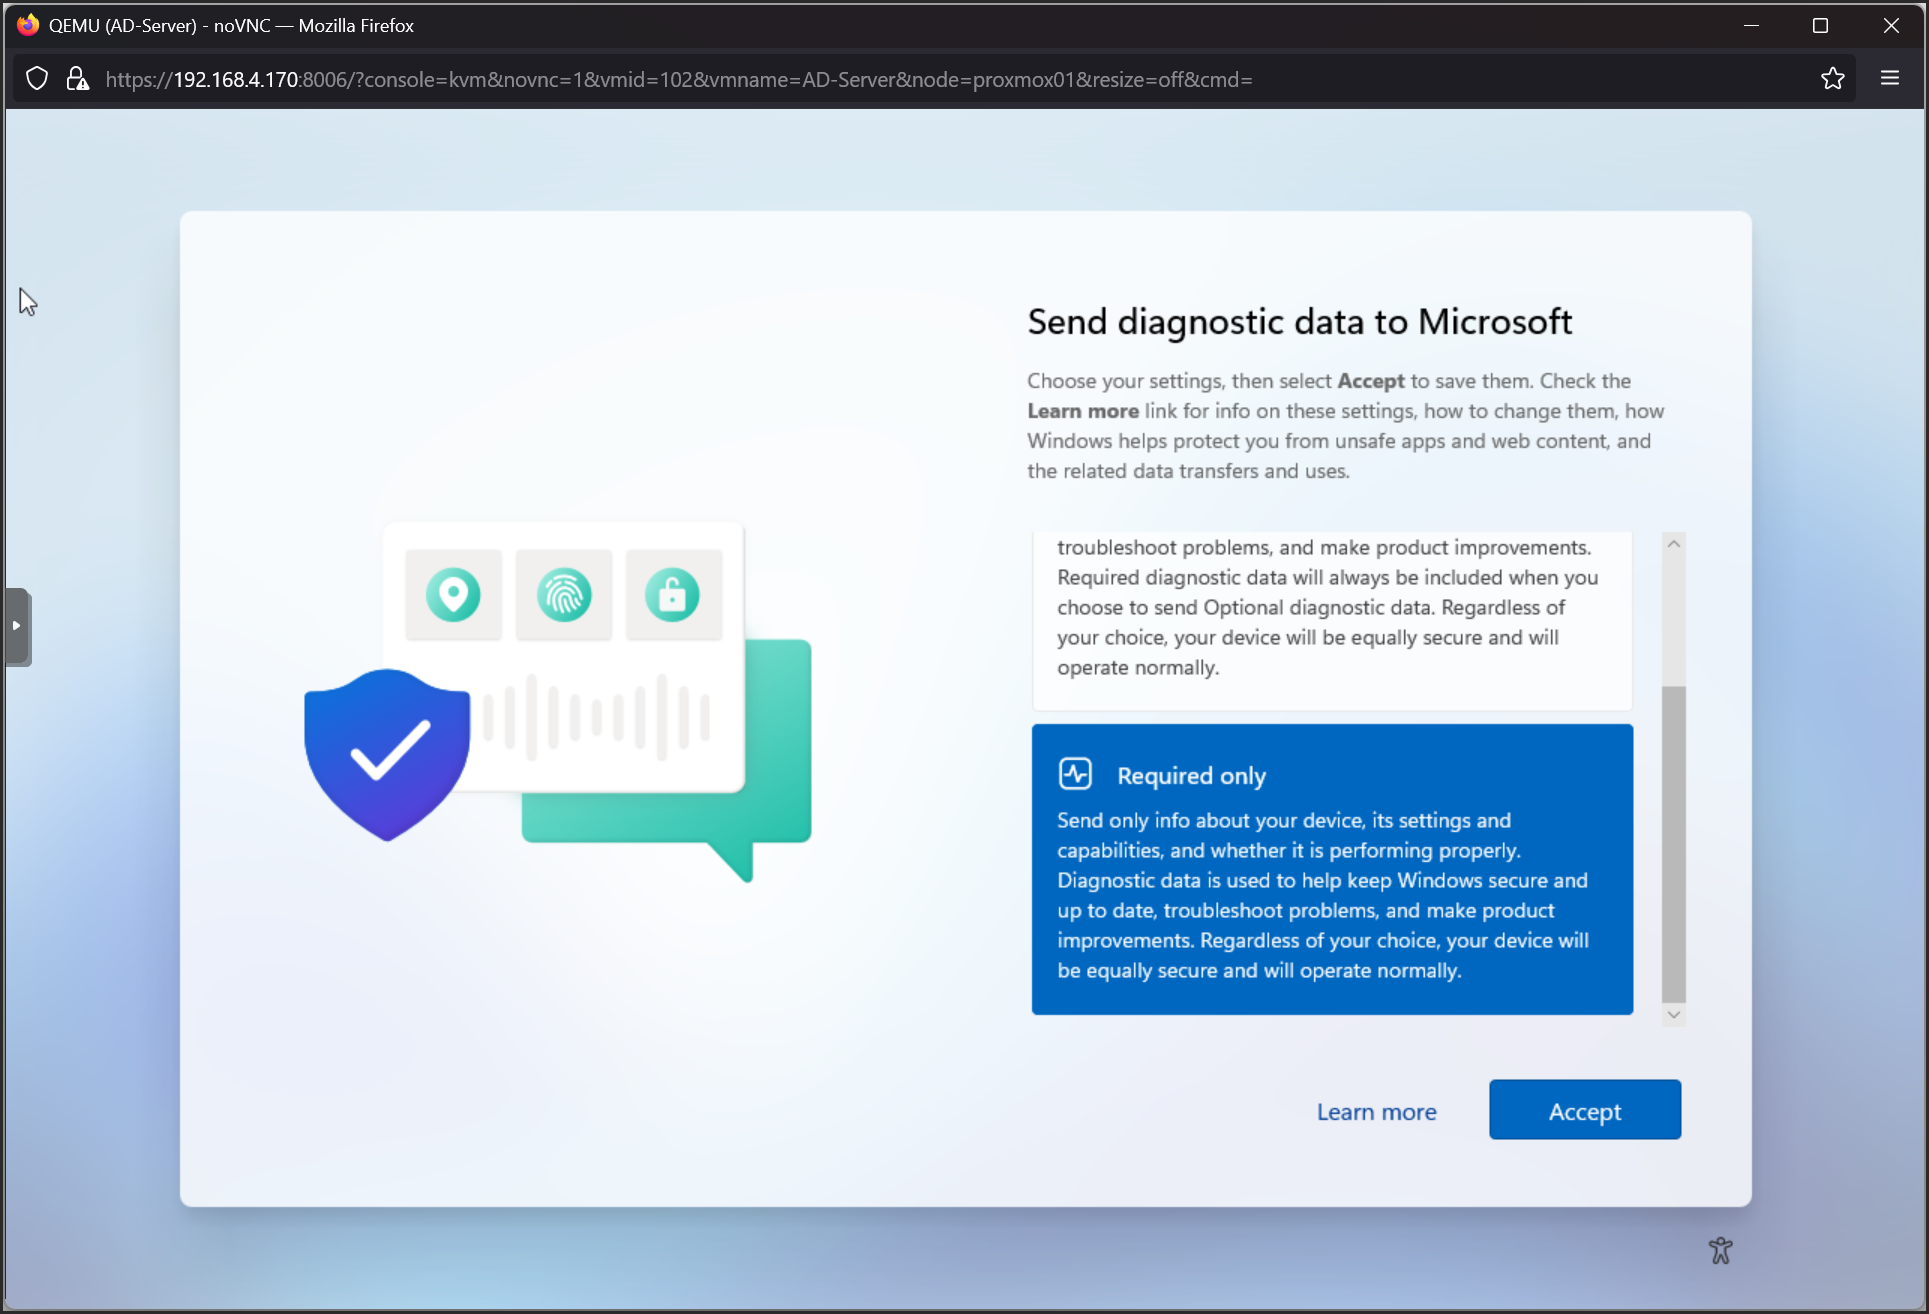 QEMU (AD-Server) - noVNC — Mozilla Firefox
https://192.168.4.170:8006/?console=kvm&novnc=1&vmid=102&vmname=AD-Server&node=proxmox01&resize=off&cmd=
Send diagnostic data to Microsoft
Choose your settings, then select Accept to save them. Check the
Learn more link for info on these settings, how to change them, how
Windows helps protect you from unsafe apps and web content, and
the related data transfers and uses.
troubleshoot problems, and make product improvements.
Required diagnostic data will always be included when you
choose to send Optional diagnostic data. Regardless of
your choice, your device will be equally secure and will
operate normally.
Required only
Send only info about your device, its settings and
capabilities, and whether it is performing properly.
Diagnostic data is used to help keep Windows secure and
up to date, troubleshoot problems, and make product
improvements. Regardless of your choice, your device will
be equally secure and will operate normally.
Learn more
Accept